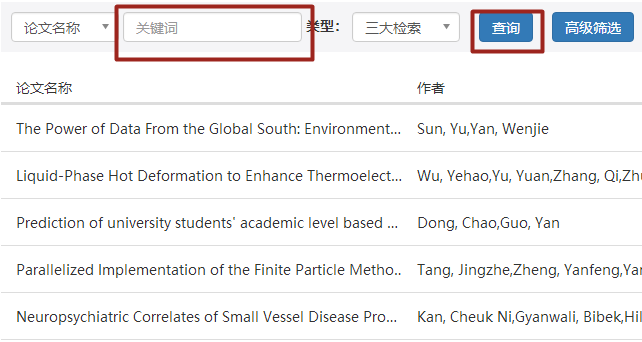 论文名称 关键词 类型： 三大检索 查询 高级筛选
论文名称 作者
The Power of Data From the Global South: Environment... Sun, Yu,Yan, Wenjie
Liquid-Phase Hot Deformation to Enhance Thermoelect... Wu, Yehao,Yu, Yuan,Zhang, Qi,Zhu
Prediction of university students' academic level based ... Dong, Chao,Guo, Yan
Parallelized Implementation of the Finite Particle Metho... Tang, Jingzhe,Zheng, Yanfeng,Yan
Neuropsychiatric Correlates of Small Vessel Disease Pro... Kan, Cheuk Ni,Gyanwali, Bibek,Hil